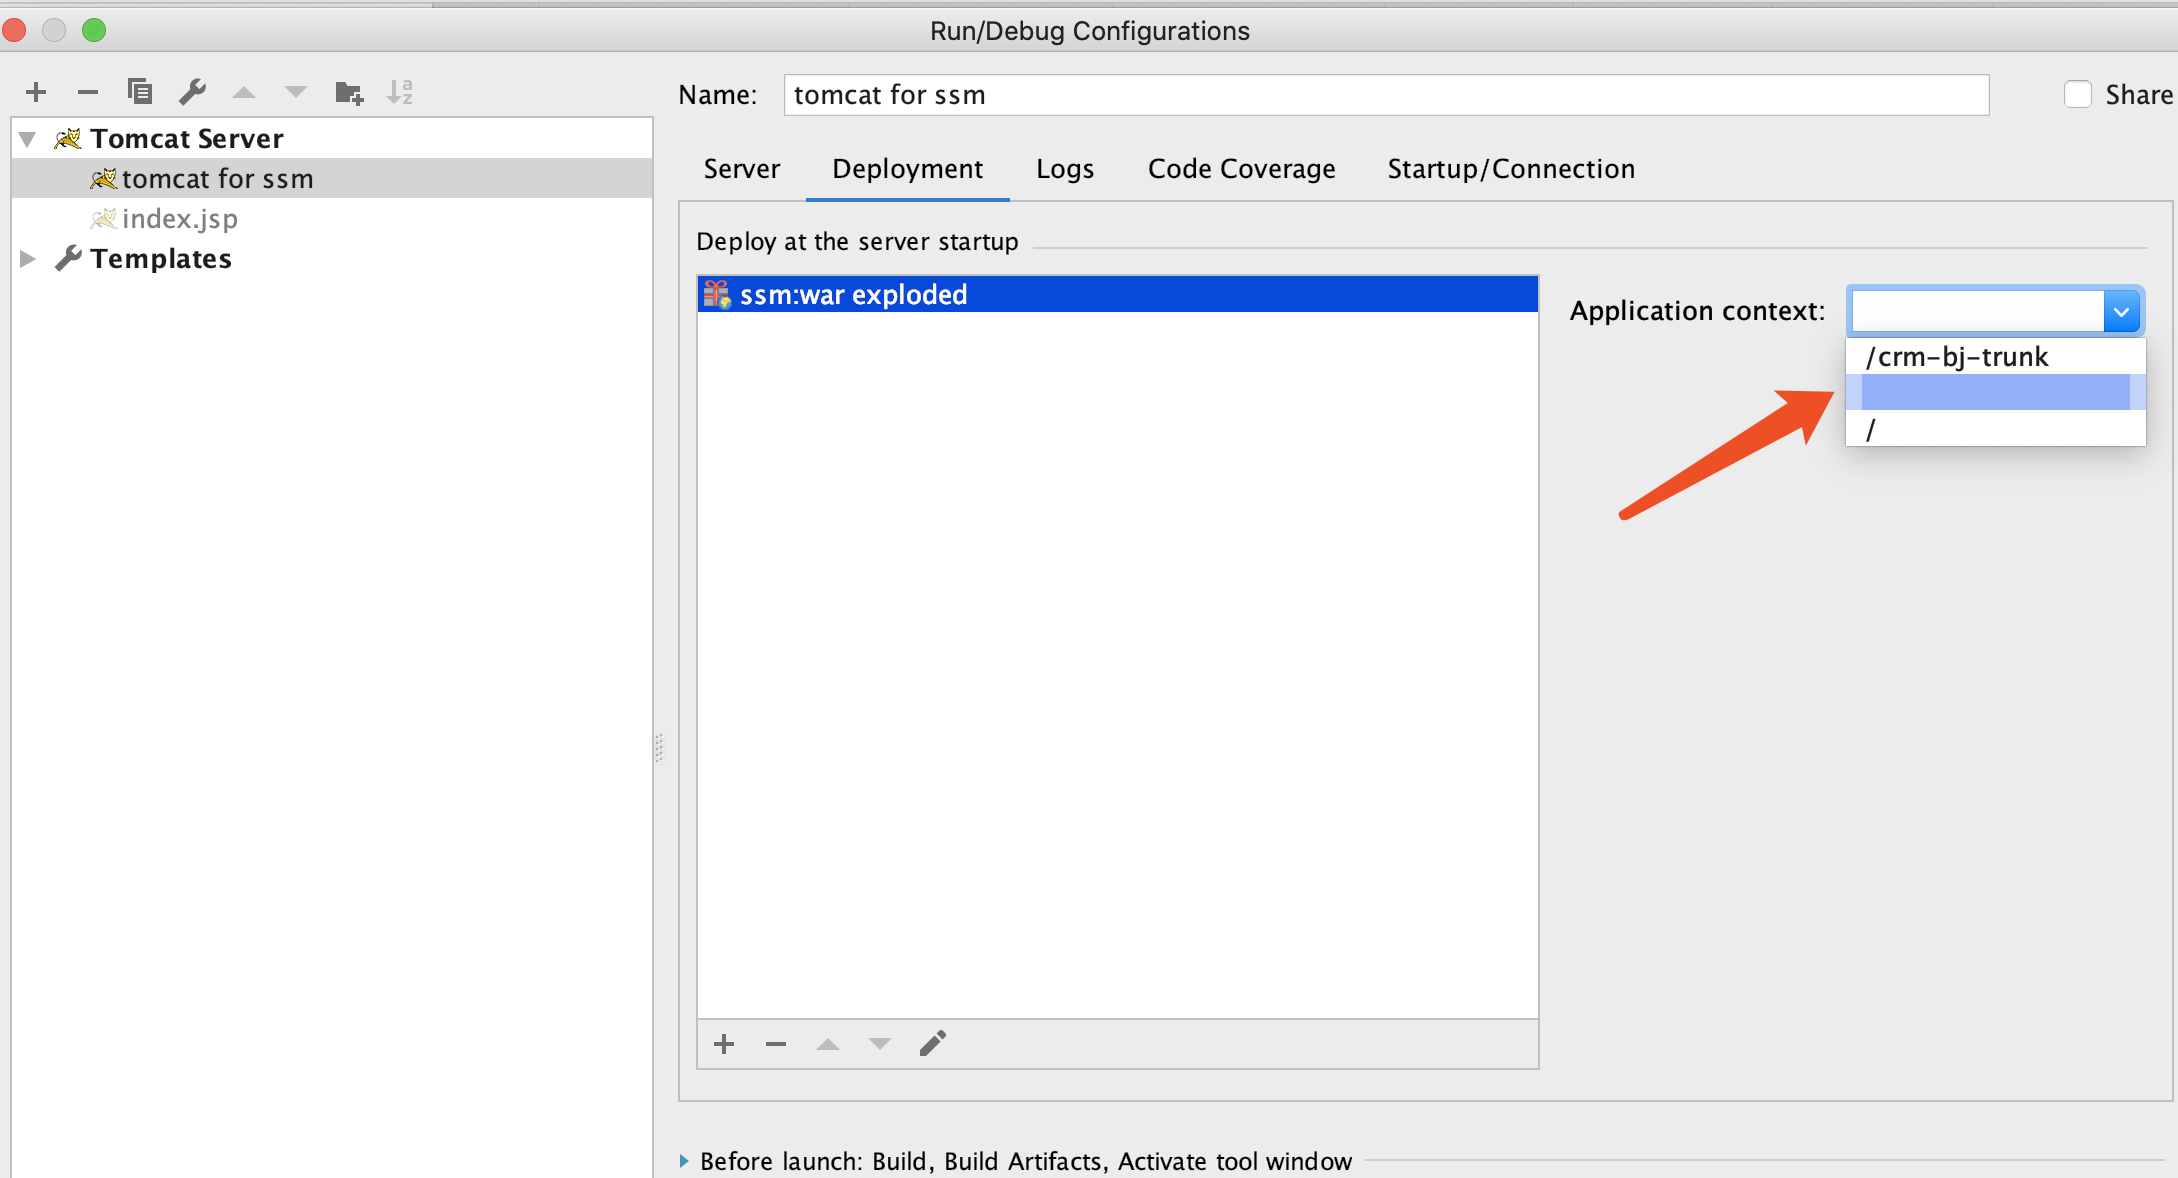 Run/Debug Configurations
Name: tomcat for ssm
Share
Tomcat Server
tomcat for ssm
index.jsp
Templates
Server Deployment Logs Code Coverage Startup/Connection
Deploy at the server startup
ssm:war exploded
Application context:
/crm-bj-trunk
/
Before launch: Build, Build Artifacts, Activate tool window